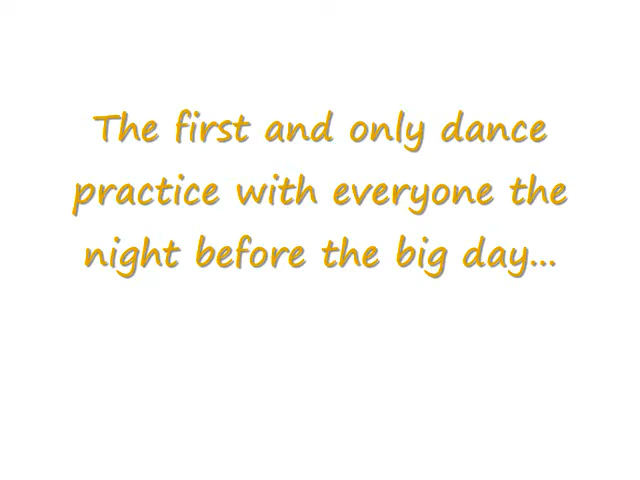 The first and only dance
practice with everyone the
night before the big day...